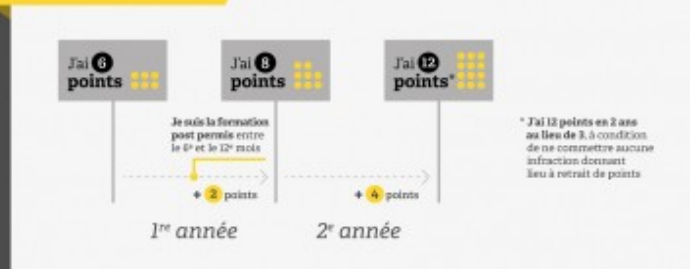 J'ai 6
points
J'ai 8
points
J'ai 12
points*
Je suis la formation
post permis entre
le 6e et le 12e mois
+ 2 points
+ 4 points
1re année
2e année
* J'ai 12 points en 2 ans
au lieu de 3, à condition
de ne commettre aucune
infraction donnant
lieu à retrait de points